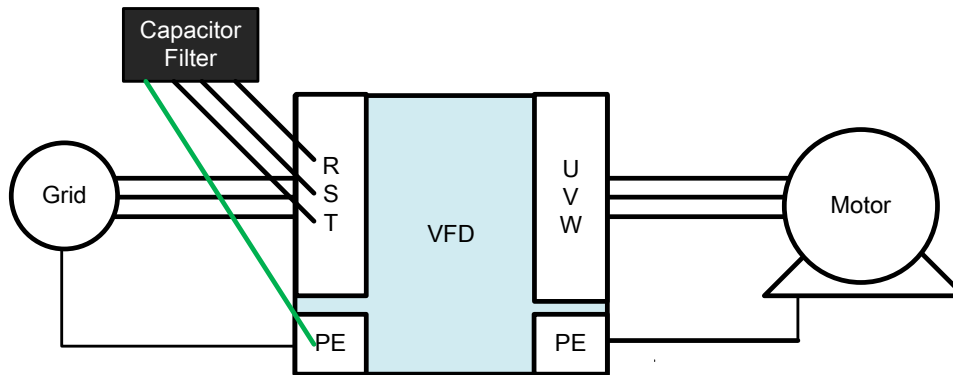 Capacitor
Filter
Grid
R
S
T
VFD
U
V
W
Motor
PE
PE